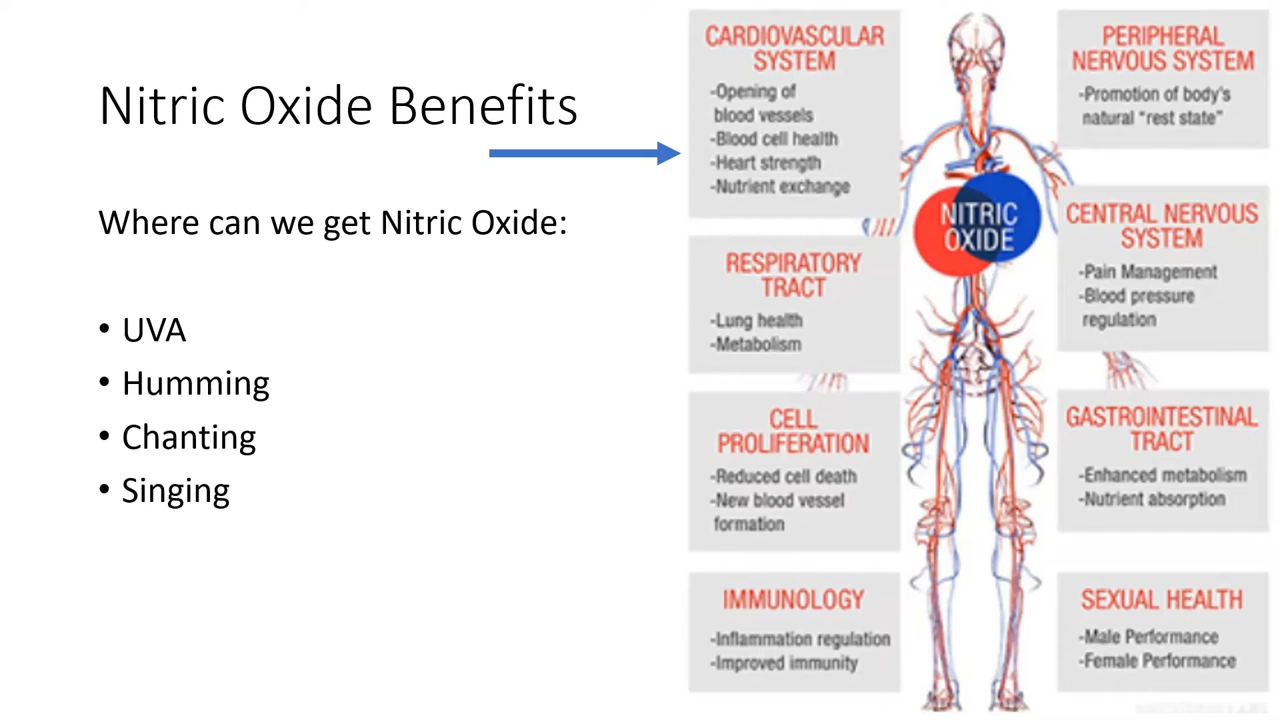 Nitric Oxide Benefits
Where can we get Nitric Oxide:
• UVA
• Humming
• Chanting
• Singing
CARDIOVASCULAR
SYSTEM
-Opening of
blood vessels
-Blood cell health
-Heart strength
-Nutrient exchange
RESPIRATORY
TRACT
-Lung health
-Metabolism
CELL
PROLIFERATION
-Reduced cell death
-New blood vessel
formation
IMMUNOLOGY
-Inflammation regulation
-Improved immunity
NITRIC
OXIDE
PERIPHERAL
NERVOUS SYSTEM
-Promotion of body's
natural "rest state"
CENTRAL NERVOUS
SYSTEM
-Pain Management
-Blood pressure
regulation
GASTROINTESTINAL
TRACT
-Enhanced metabolism
-Nutrient absorption
SEXUAL HEALTH
-Male Performance
-Female Performance